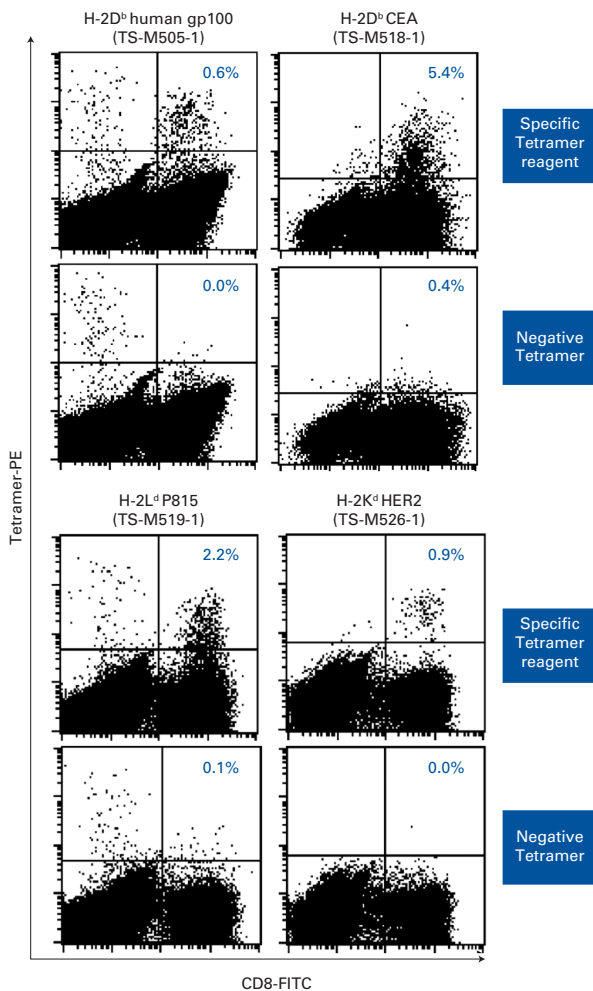 H-2Dᵇ human gp100
(TS-M505-1)
H-2Dᵇ CEA
(TS-M518-1)
0.6%
5.4%
Specific
Tetramer
reagent
0.0%
0.4%
Negative
Tetramer
Tetramer-PE
H-2Lᵈ P815
(TS-M519-1)
H-2Kᵈ HER2
(TS-M526-1)
2.2%
0.9%
Specific
Tetramer
reagent
0.1%
0.0%
Negative
Tetramer
CD8-FITC